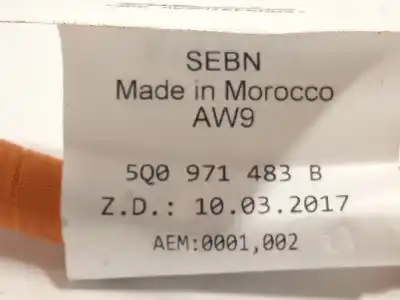 SEBN
Made in Morocco
AW9
5Q0 971 483 B
Z.D.: 10.03.2017
AEM:0001,002